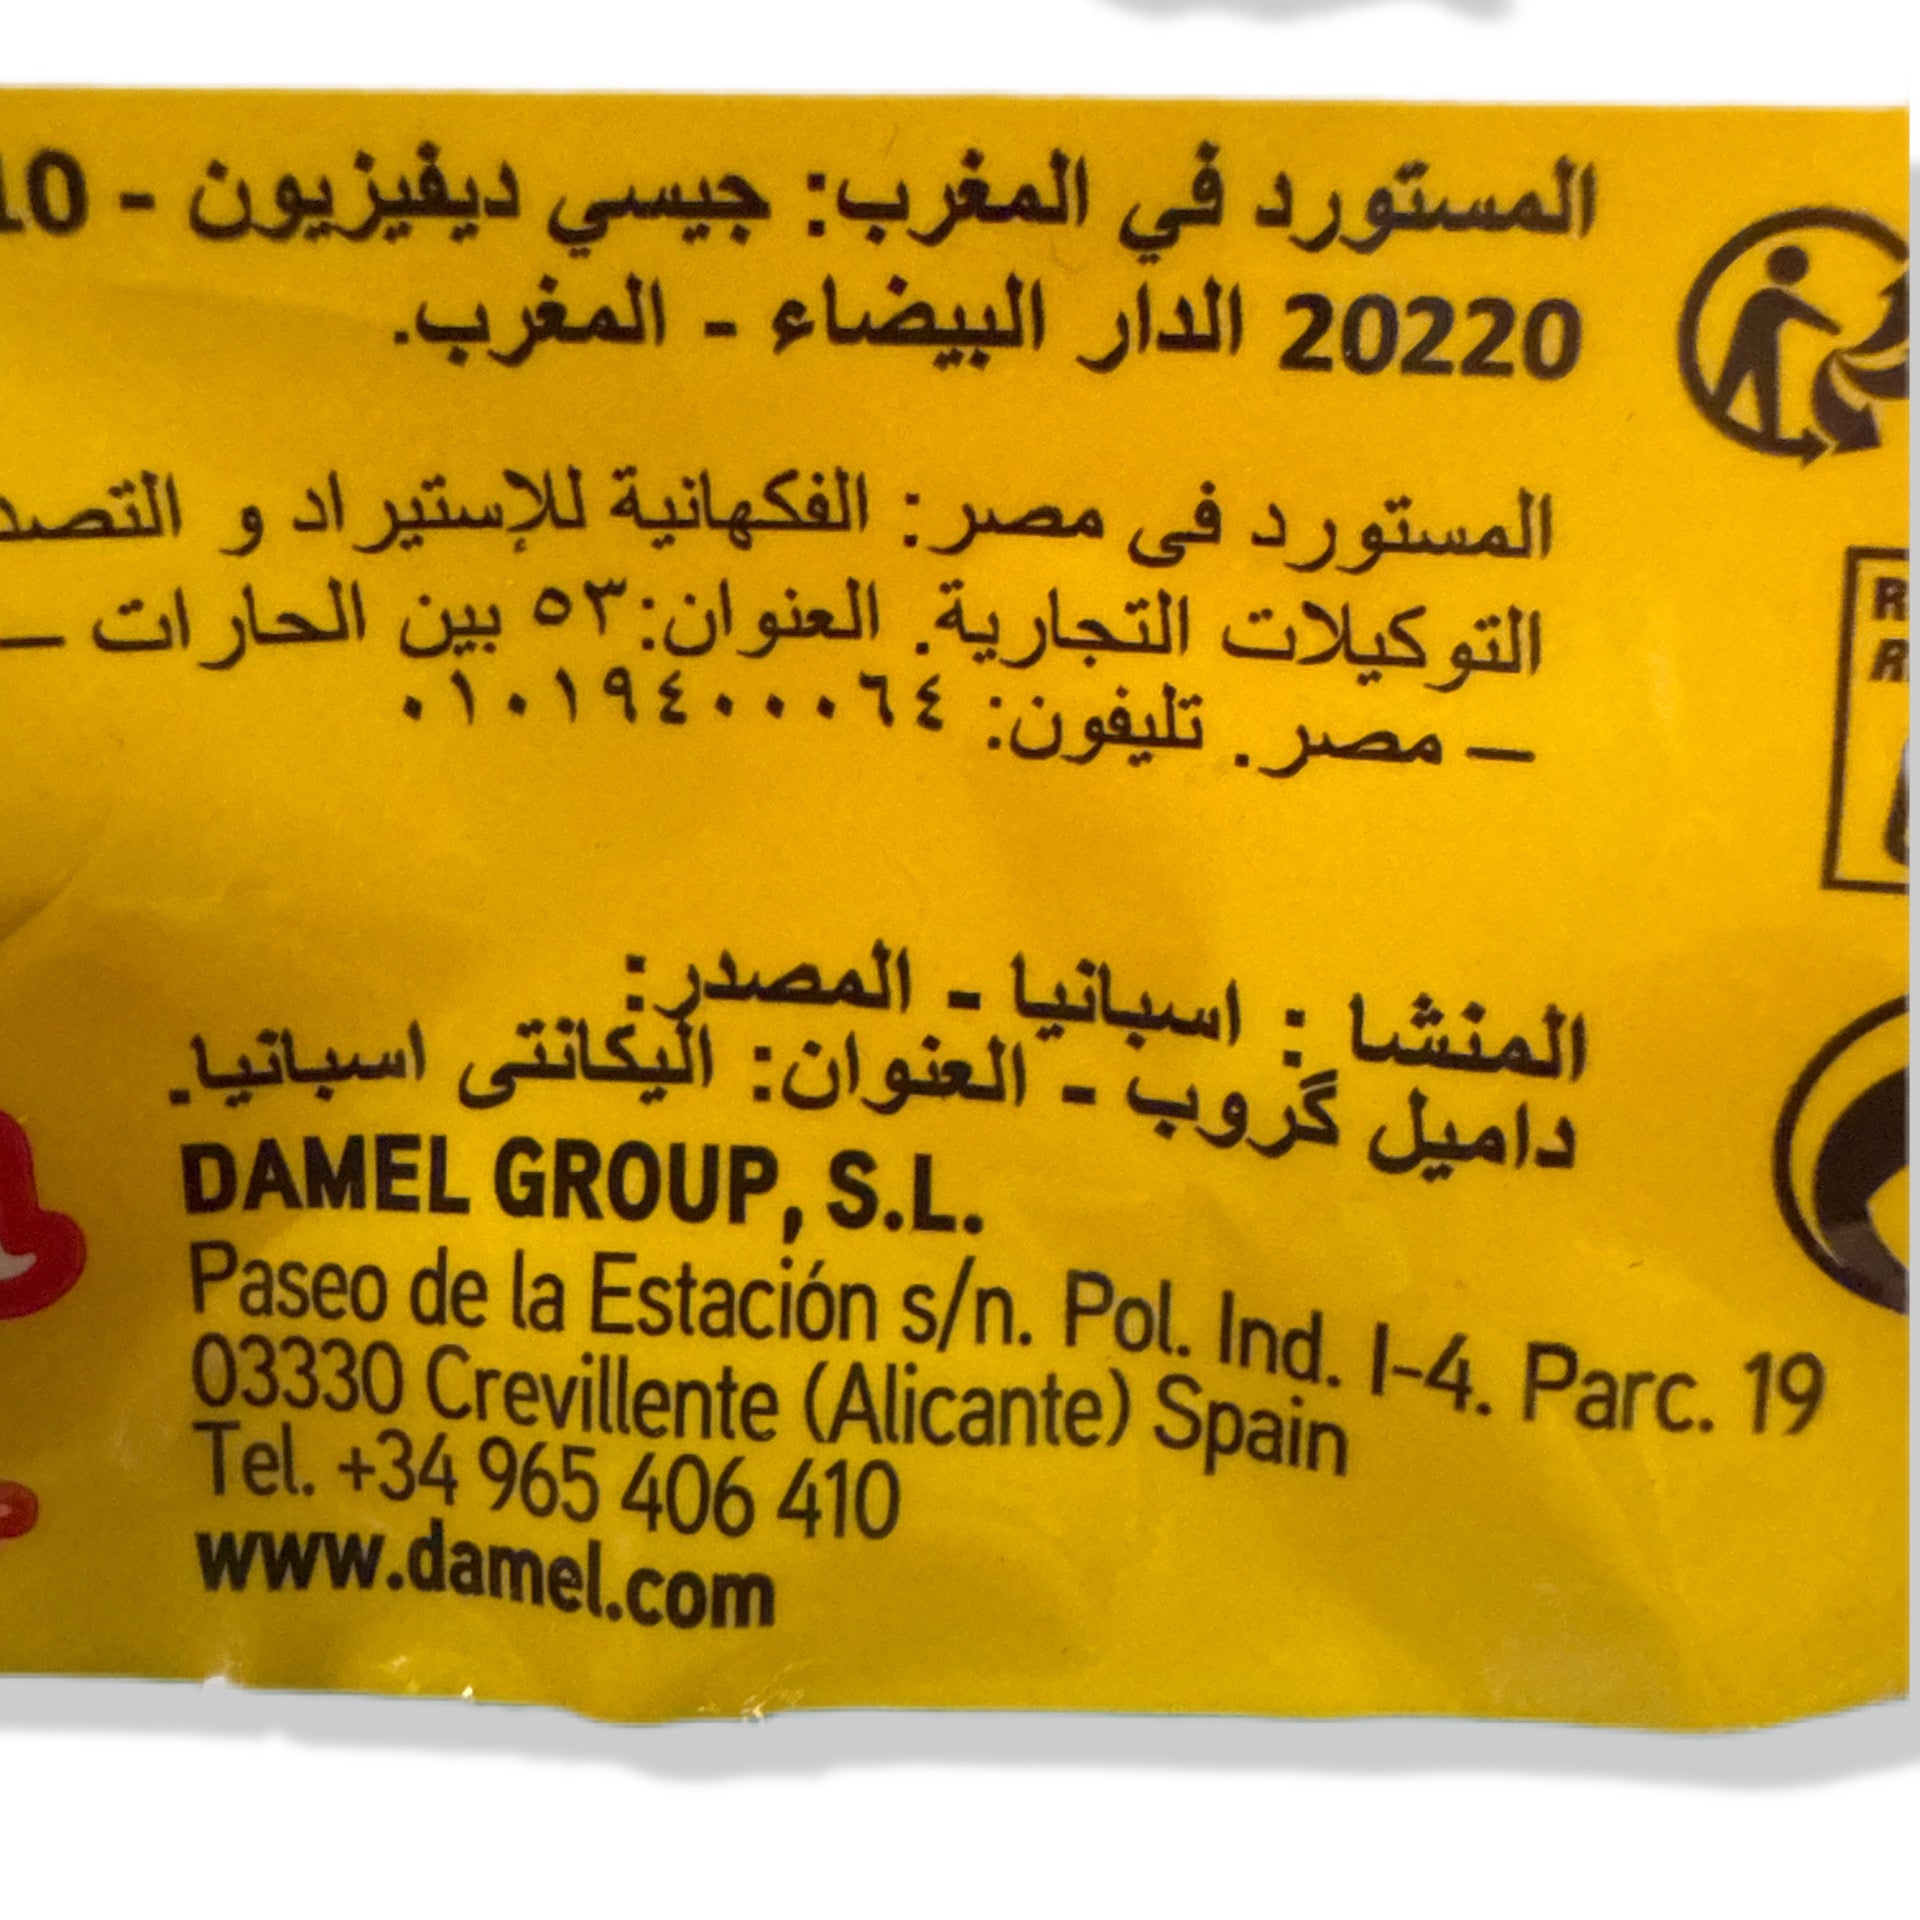 المستورد في المغرب: جيسي ديفيزيون - 10
20220 الدار البيضاء - المغرب.
المستورد فى مصر: الفكهانية للإستيراد و
التوكيلات التجارية. العنوان:٥٣ بين الحارات –
– مصر. تليفون: ٠١٠١٩٤٠٠٠٦٤
المنشا : اسبانيا - المصدر:
داميل گروب - العنوان: اليكانتى اسبانيا.
DAMEL GROUP, S.L.
Paseo de la Estación s/n. Pol. Ind. I-4. Parc. 19
03330 Crevillente (Alicante) Spain
Tel. +34 965 406 410
www.damel.com